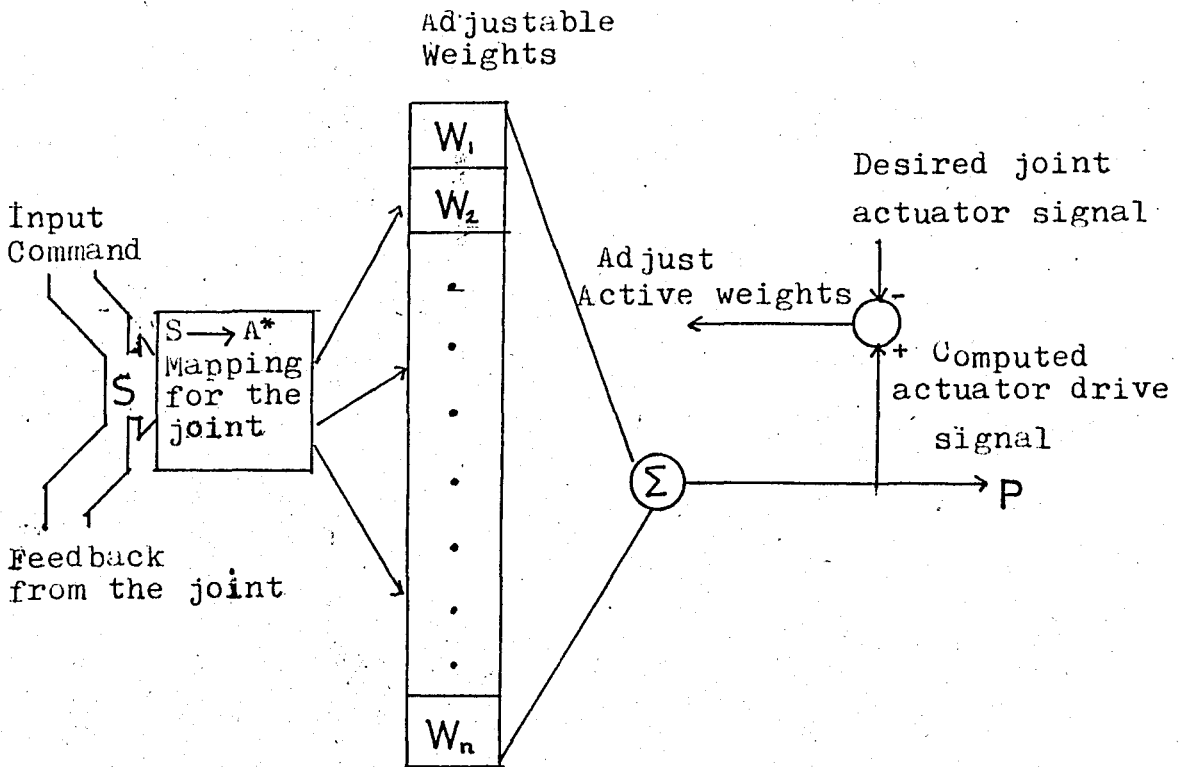 Adjustable
Weights
W₁
W₂
Wₙ
Input
Command
S
S → A*
Mapping
for the
joint
Feedback
from the joint
Σ
P
Adjust
Active weights
Desired joint
actuator signal
-
+
Computed
actuator drive
signal